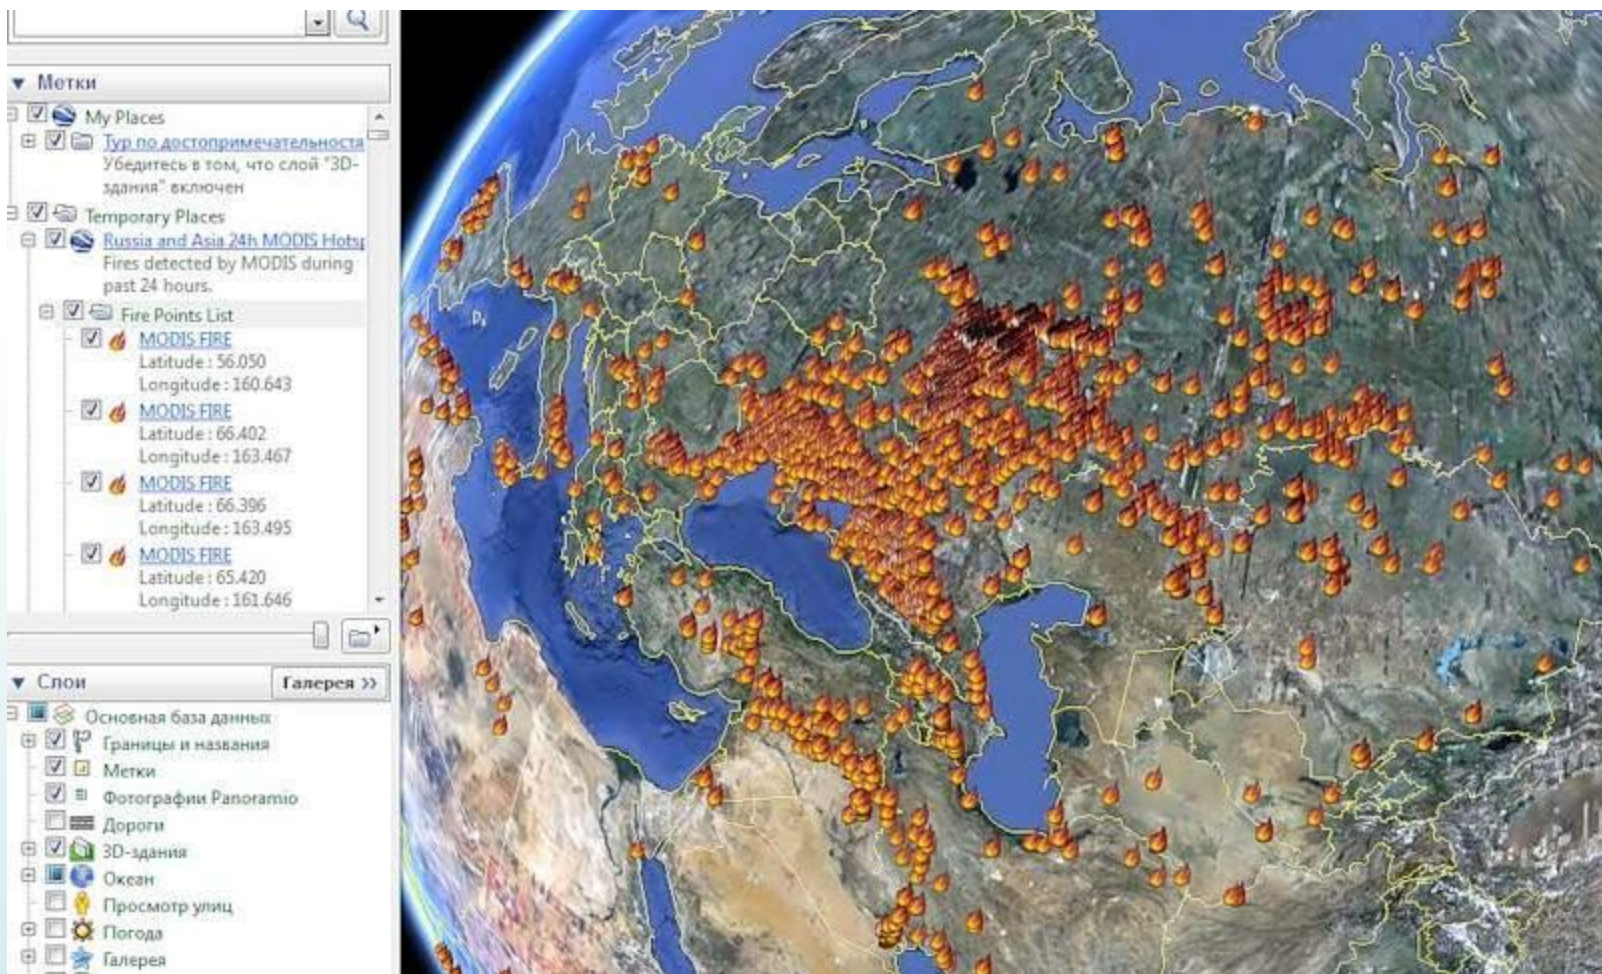 Метки
My Places
Тур по достопримечательноста
Убедитесь в том, что слой "3D-
здания" включен
Temporary Places
Russia and Asia 24h MODIS Hotsp
Fires detected by MODIS during
past 24 hours.
Fire Points List
MODIS FIRE
Latitude : 56.050
Longitude : 160.643
MODIS FIRE
Latitude : 66.402
Longitude : 163.467
MODIS FIRE
Latitude : 66.396
Longitude : 163.495
MODIS FIRE
Latitude : 65.420
Longitude : 161.646
Слои
Галерея >>
Основная база данных
Границы и названия
Метки
Фотографии Panoramio
Дороги
3D-здания
Океан
Просмотр улиц
Погода
Галерея